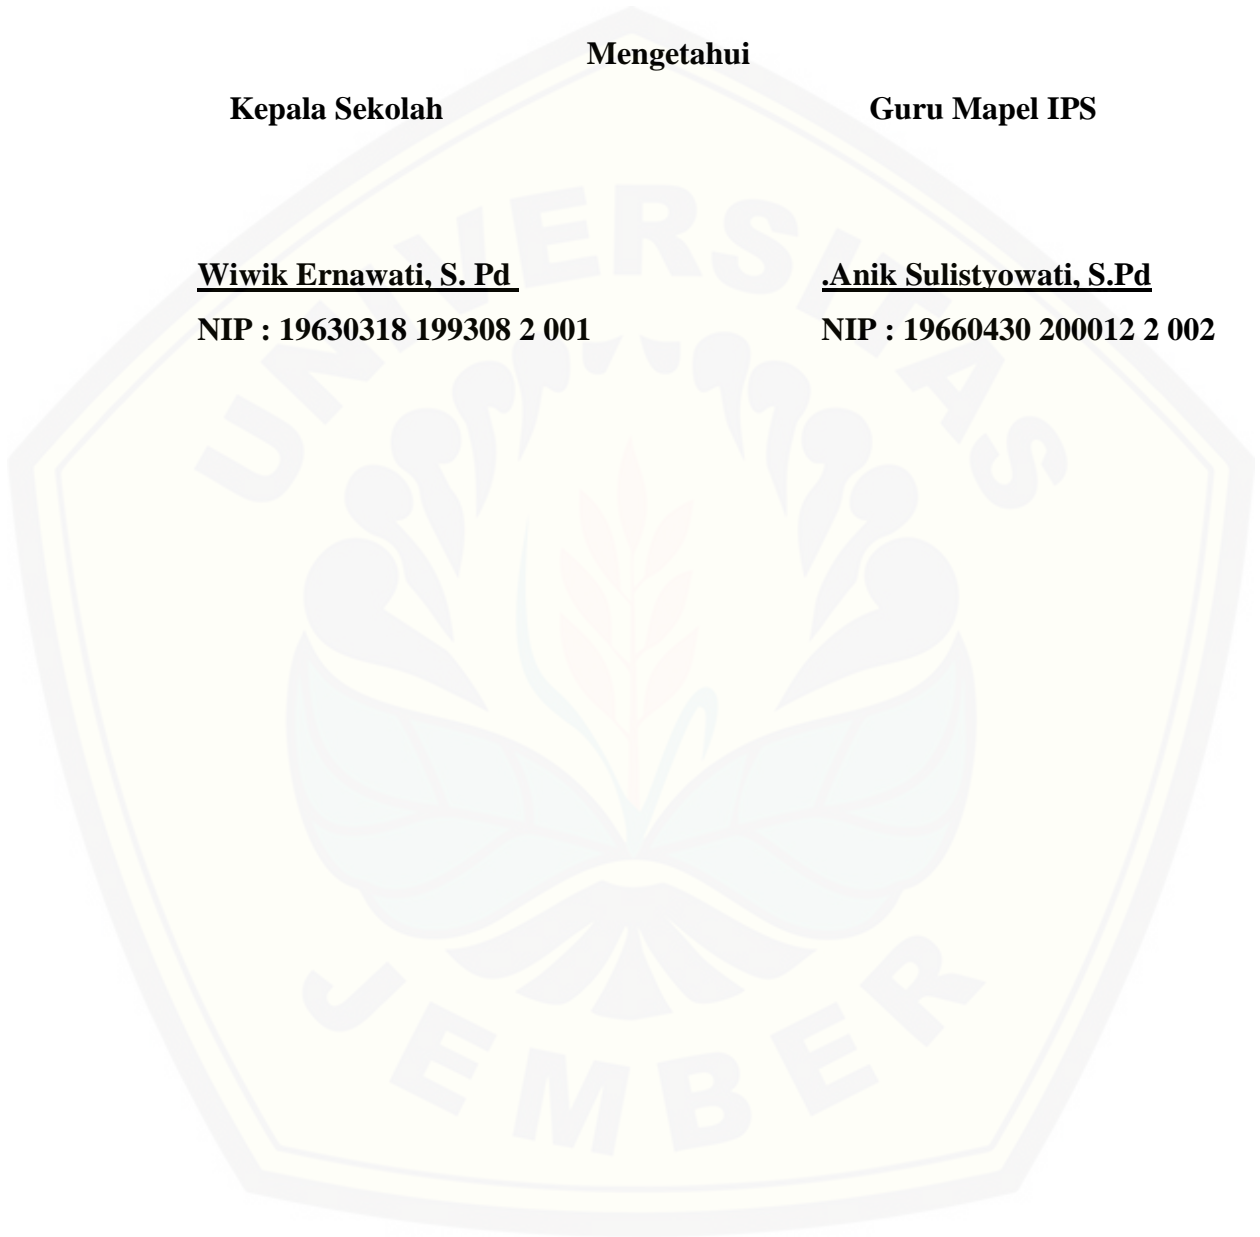 Mengetahui
Kepala Sekolah Guru Mapel IPS
Wiwik Ernawati, S. Pd .Anik Sulistyowati, S.Pd
NIP : 19630318 199308 2 001 NIP : 19660430 200012 2 002
UNIVERSITAS
JEMBER